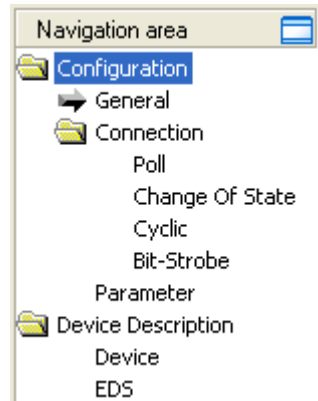 Navigation area
Configuration
General
Connection
Poll
Change Of State
Cyclic
Bit-Strobe
Parameter
Device Description
Device
EDS